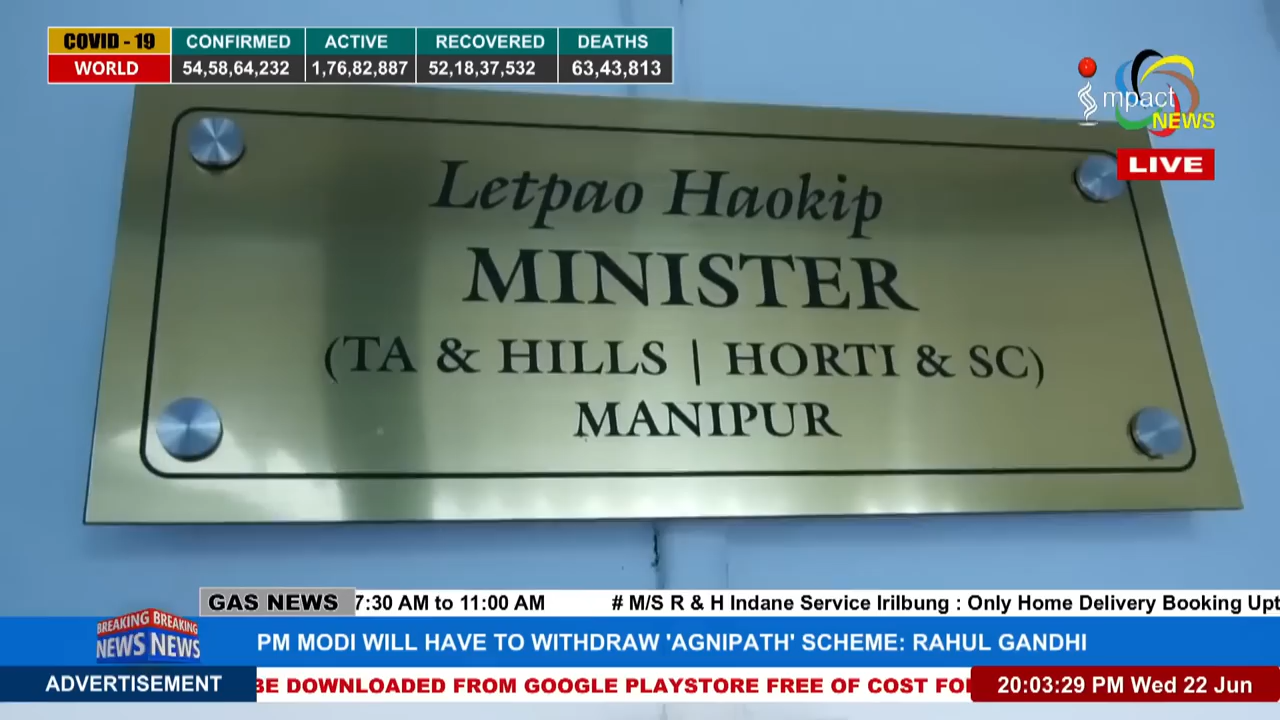 COVID - 19 CONFIRMED ACTIVE RECOVERED DEATHS
WORLD 54,58,64,232 1,76,82,887 52,18,37,532 63,43,813
impact
NEWS
LIVE
Letpao Haokip
MINISTER
(TA & HILLS | HORTI & SC)
MANIPUR
GAS NEWS 7:30 AM to 11:00 AM # M/S R & H Indane Service Irilbung : Only Home Delivery Booking Upt
BREAKING BREAKING
NEWS NEWS
PM MODI WILL HAVE TO WITHDRAW 'AGNIPATH' SCHEME: RAHUL GANDHI
ADVERTISEMENT BE DOWNLOADED FROM GOOGLE PLAYSTORE FREE OF COST FO 20:03:29 PM Wed 22 Jun